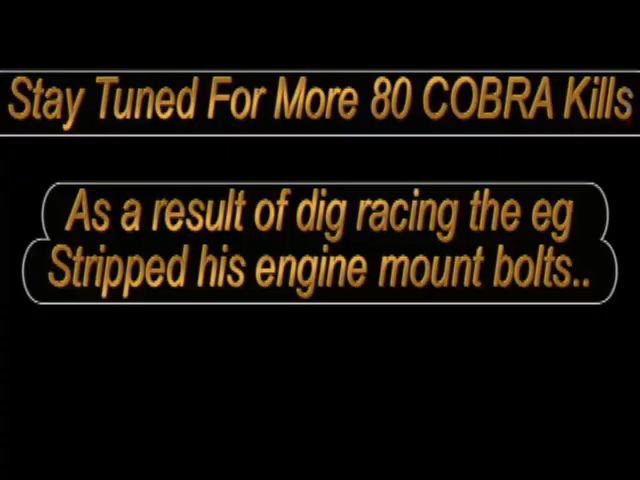 Stay Tuned For More 80 COBRA Kills
As a result of dig racing the eg
Stripped his engine mount bolts..